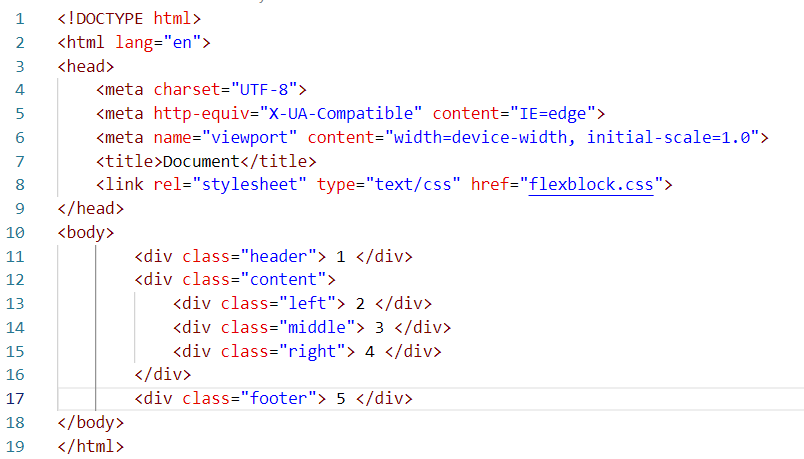 1 <!DOCTYPE html>
2 <html lang="en">
3 <head>
4     <meta charset="UTF-8">
5     <meta http-equiv="X-UA-Compatible" content="IE=edge">
6     <meta name="viewport" content="width=device-width, initial-scale=1.0">
7     <title>Document</title>
8     <link rel="stylesheet" type="text/css" href="flexblock.css">
9 </head>
10 <body>
11         <div class="header"> 1 </div>
12         <div class="content">
13             <div class="left"> 2 </div>
14             <div class="middle"> 3 </div>
15             <div class="right"> 4 </div>
16         </div>
17         <div class="footer"> 5 </div>
18 </body>
19 </html>